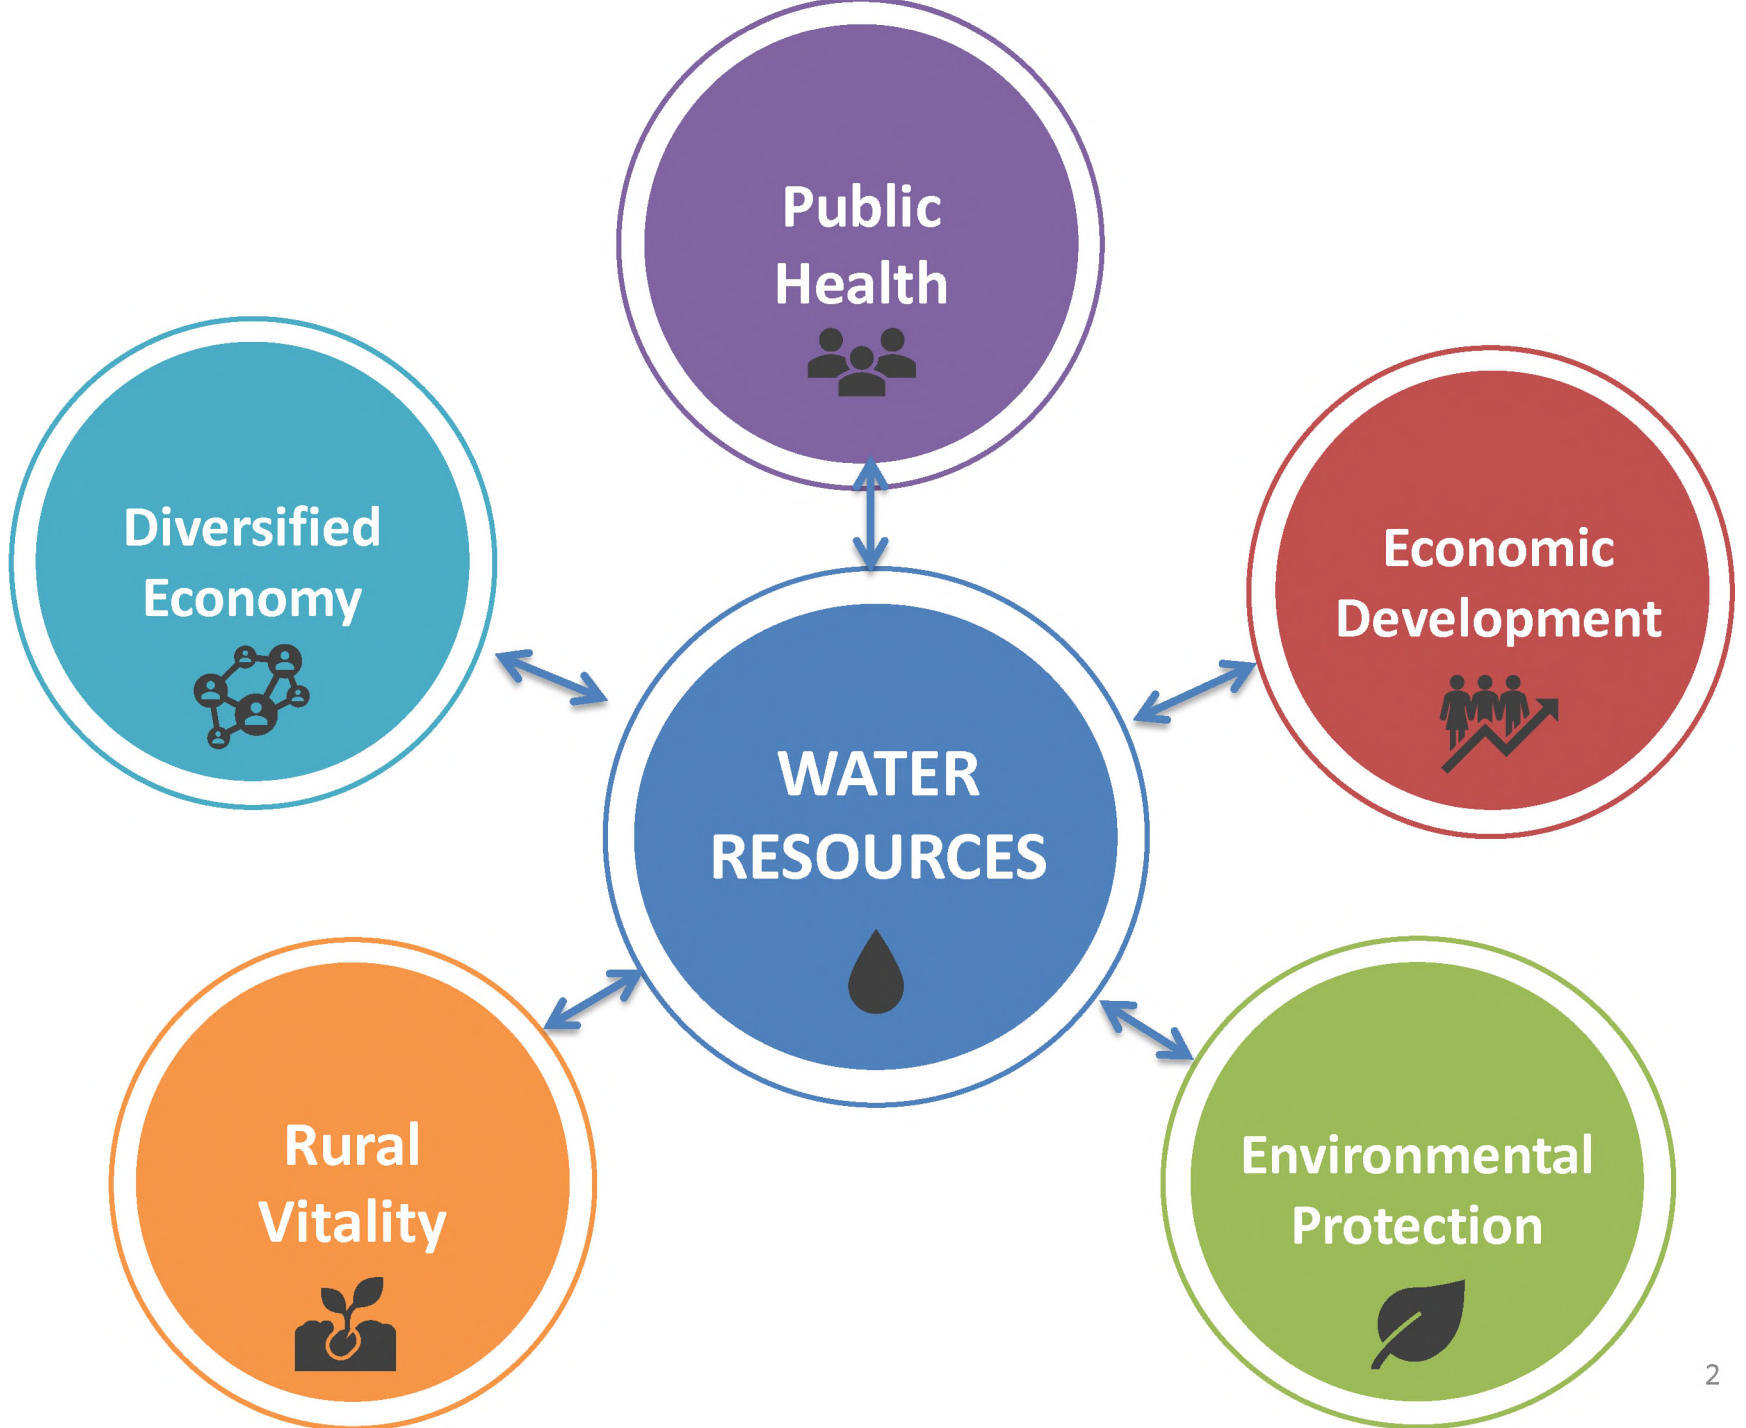 Public
Health
Diversified
Economy
Economic
Development
WATER
RESOURCES
Rural
Vitality
Environmental
Protection
2